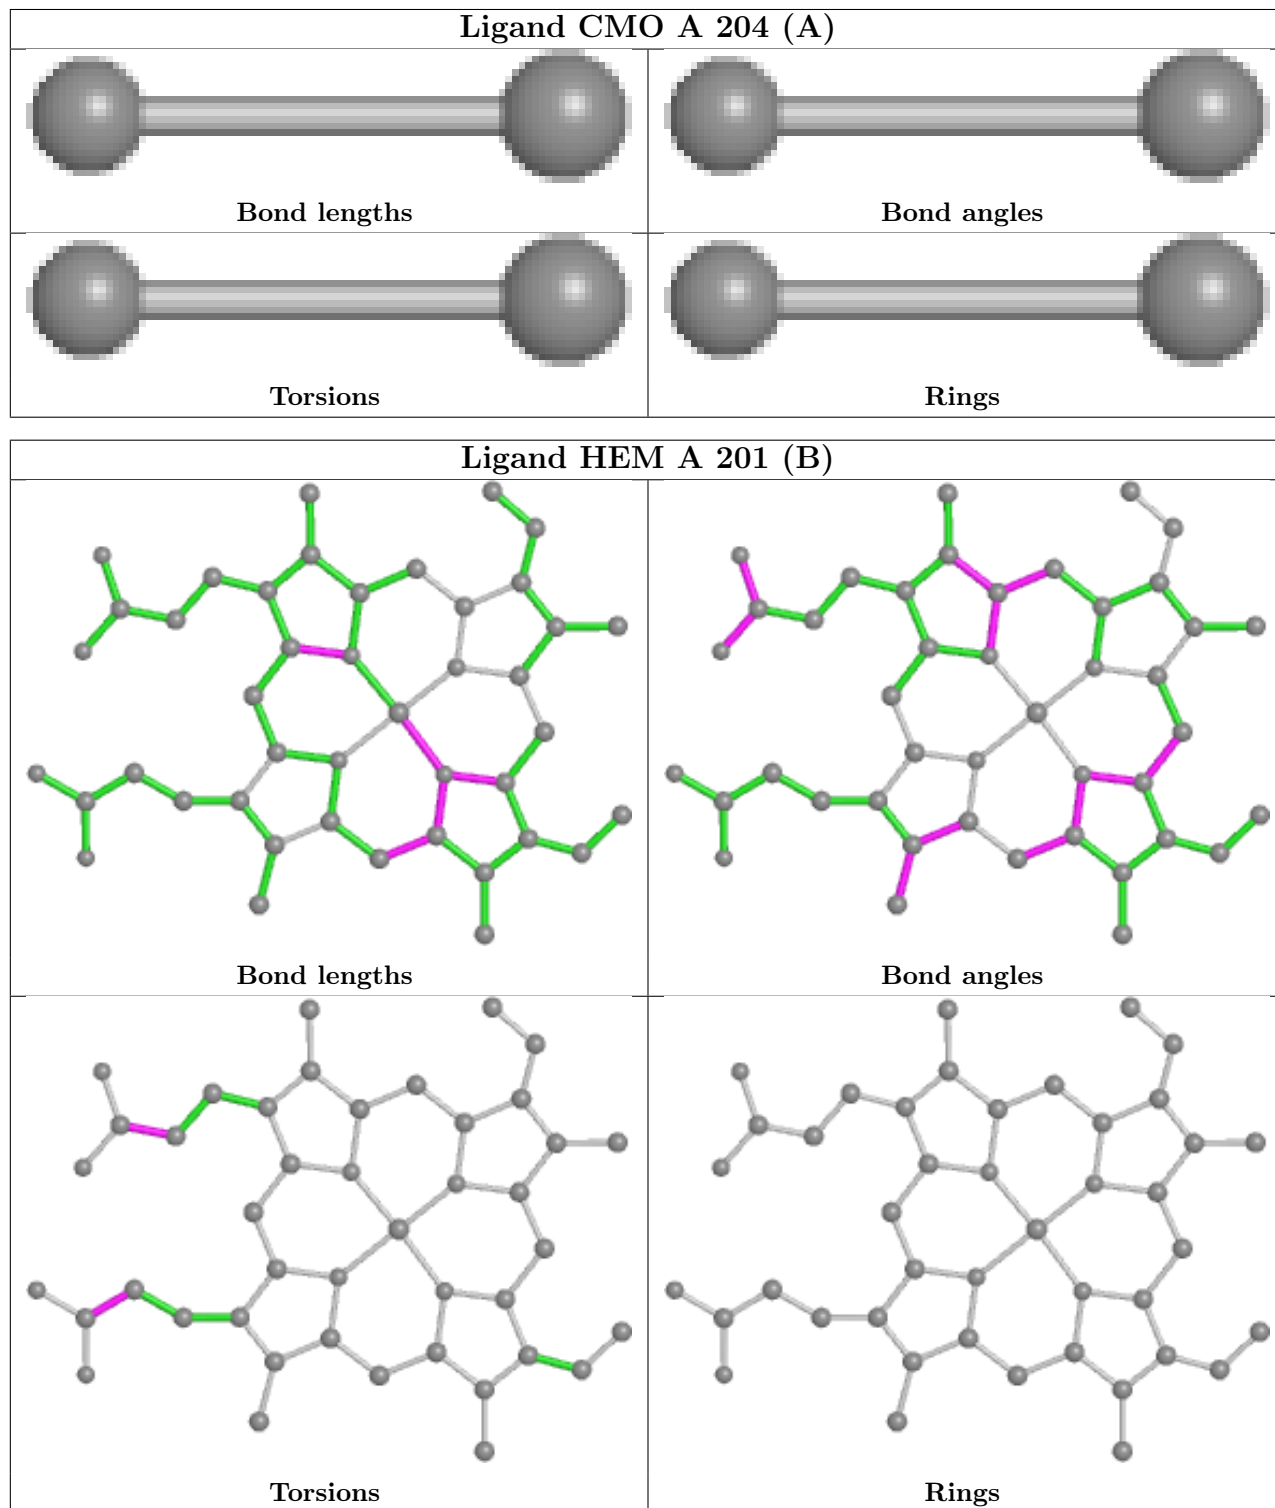 Ligand CMO A 204 (A)
Bond lengths
Bond angles
Torsions
Rings
Ligand HEM A 201 (B)
Bond lengths
Bond angles
Torsions
Rings